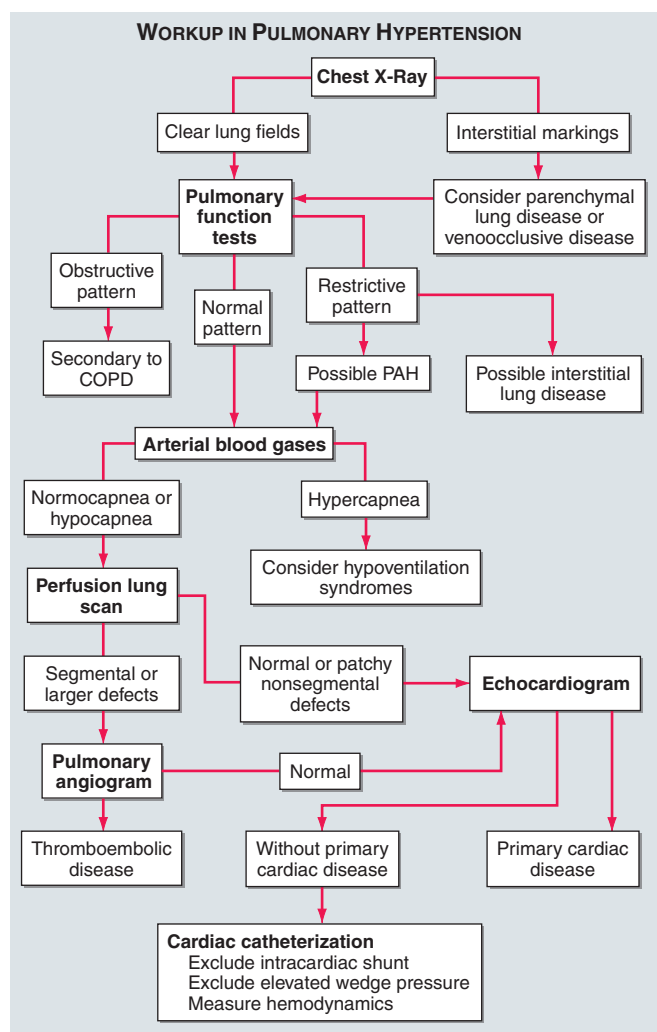 WORKUP IN PULMONARY HYPERTENSION
Chest X-Ray
Clear lung fields
Interstitial markings
Pulmonary
function
tests
Consider parenchymal
lung disease or
venoocclusive disease
Obstructive
pattern
Normal
pattern
Restrictive
pattern
Secondary to
COPD
Possible PAH
Possible interstitial
lung disease
Arterial blood gases
Normocapnea or
hypocapnea
Hypercapnea
Consider hypoventilation
syndromes
Perfusion lung
scan
Segmental or
larger defects
Normal or patchy
nonsegmental
defects
Echocardiogram
Pulmonary
angiogram
Normal
Thromboembolic
disease
Without primary
cardiac disease
Primary cardiac
disease
Cardiac catheterization
Exclude intracardiac shunt
Exclude elevated wedge pressure
Measure hemodynamics